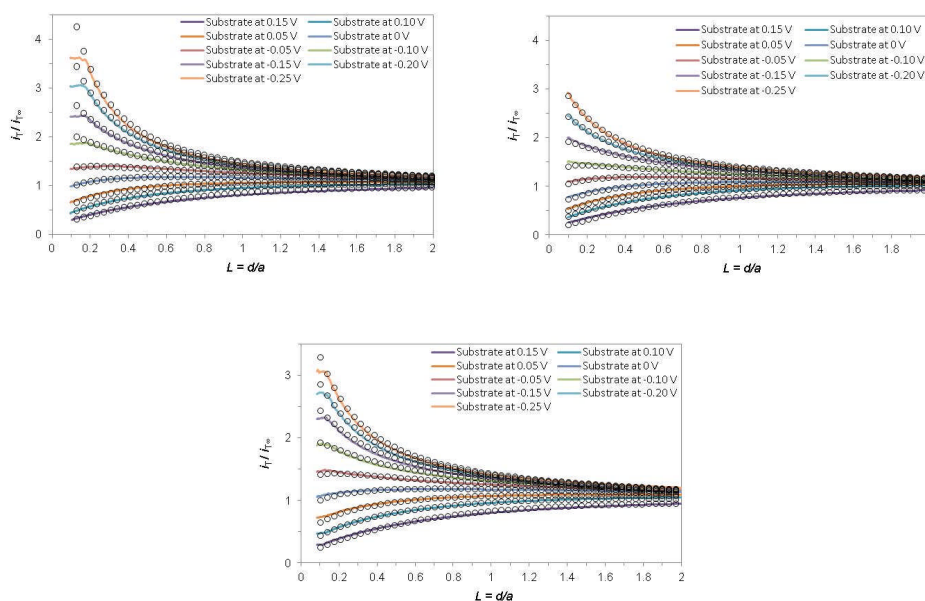 Substrate at 0.15 V Substrate at 0.10 V
Substrate at 0.05 V Substrate at 0 V
Substrate at -0.05 V Substrate at -0.10 V
Substrate at -0.15 V Substrate at -0.20 V
Substrate at -0.25 V
4
3
2
1
0
iT / iT∞
0 0.2 0.4 0.6 0.8 1 1.2 1.4 1.6 1.8 2
L = d/a
Substrate at 0.15 V Substrate at 0.10 V
Substrate at 0.05 V Substrate at 0 V
Substrate at -0.05 V Substrate at -0.10 V
Substrate at -0.15 V Substrate at -0.20 V
Substrate at -0.25 V
4
3
2
1
0
iT / iT∞
0 0.2 0.4 0.6 0.8 1 1.2 1.4 1.6 1.8
L = d/a
Substrate at 0.15 V Substrate at 0.10 V
Substrate at 0.05 V Substrate at 0 V
Substrate at -0.05 V Substrate at -0.10 V
Substrate at -0.15 V Substrate at -0.20 V
Substrate at -0.25 V
3
2
1
0
iT / iT∞
0 0.2 0.4 0.6 0.8 1 1.2 1.4 1.6 1.8 2
L = d/a